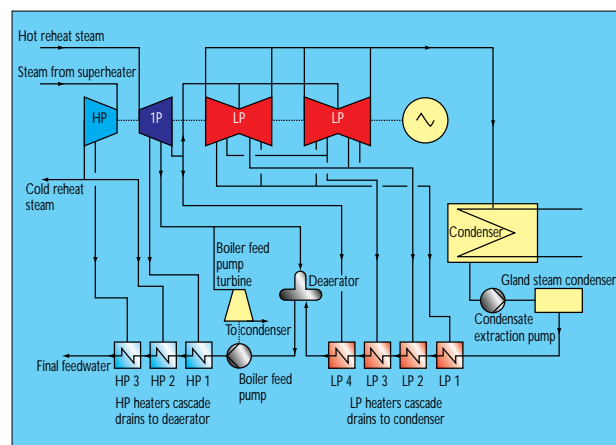 Hot reheat steam
Steam from superheater
HP
1P
LP
LP
Cold reheat
steam
Condenser
Boiler feed
pump
turbine
Deaerator
Gland steam condenser
To condenser
Condensate
extraction pump
Final feedwater
HP 3
HP 2
HP 1
Boiler feed
pump
LP 4
LP 3
LP 2
LP 1
HP heaters cascade
drains to deaerator
LP heaters cascade
drains to condenser